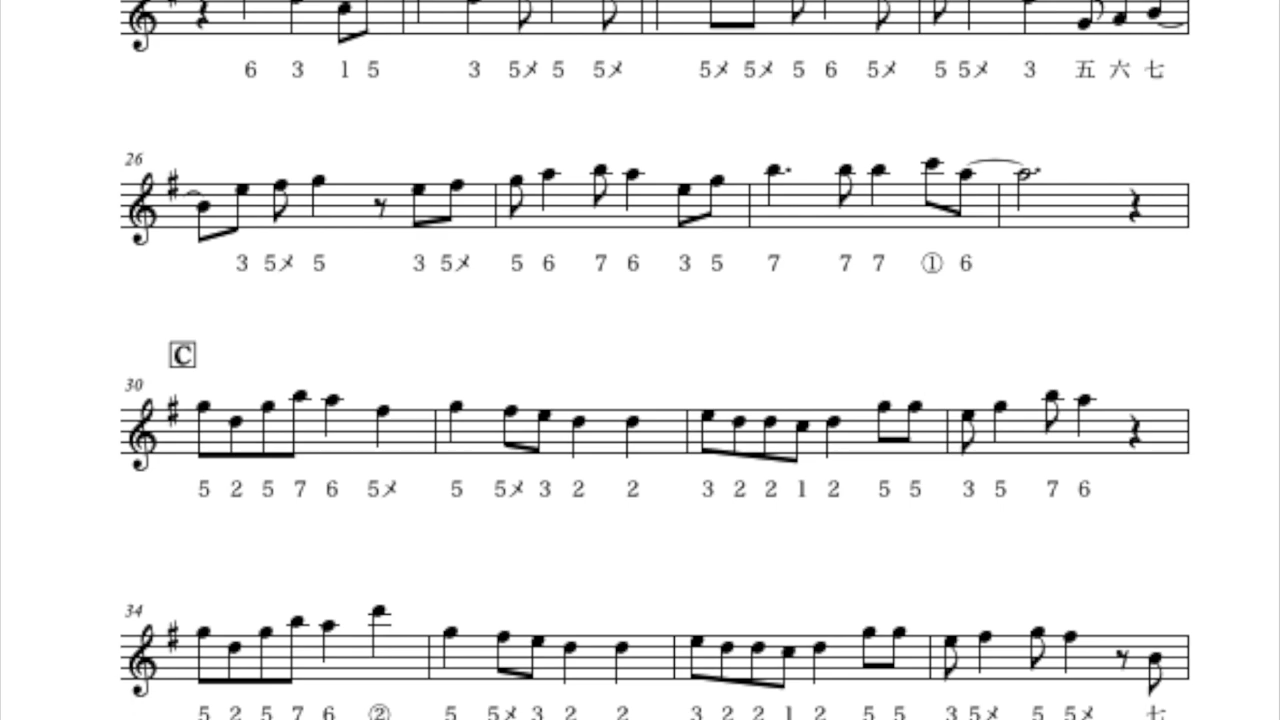 6 3 1 5 3 5メ 5 5メ 5メ 5メ 5 6 5メ 5 5メ 3 五 六 七
26
3 5メ 5 3 5メ 5 6 7 6 3 5 7 7 7 ① 6
C
30
5 2 5 7 6 5メ 5 5メ 3 2 2 3 2 2 1 2 5 5 3 5 7 6
34
5 2 5 7 6 ② 5 5メ 3 2 2 3 2 2 1 2 5 5 3 5メ 5 5メ 七